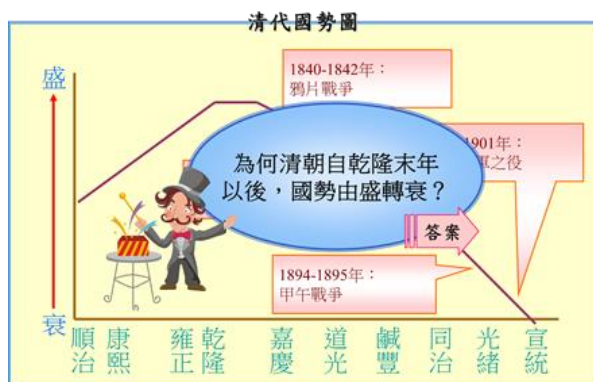 清代國勢圖
盛
衰
1840-1842年：
鴉片戰爭
1901年：
之役
為何清朝自乾隆末年
以後，國勢由盛轉衰？
答案
1894-1895年：
甲午戰爭
順治
康熙
雍正
乾隆
嘉慶
道光
鹹豐
同治
光緒
宣統